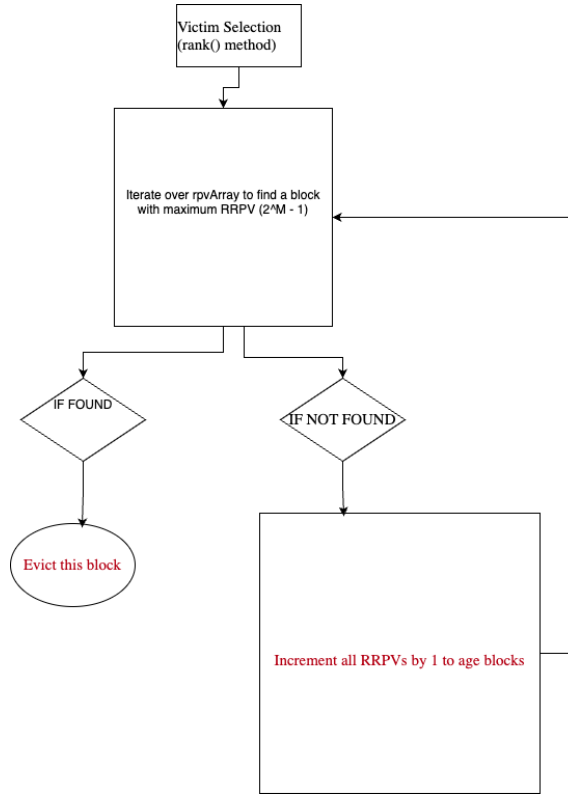 Victim Selection
(rank() method)
Iterate over rpvArray to find a block
with maximum RRPV (2^M - 1)
IF FOUND
IF NOT FOUND
Evict this block
Increment all RRPVs by 1 to age blocks